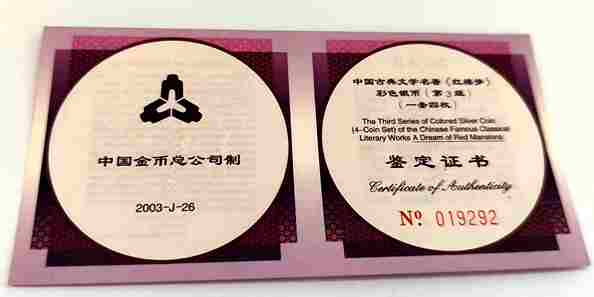 中国金币总公司制
2003-J-26
中国古典文学名著《红楼梦》
彩色银币（第3组）
（一套四枚）
The Third Series of Colored Silver Coin
(4-Coin Set) of the Chinese Famous Classical
Literary Works A Dream of Red Mansions
鉴定证书
Certificate of Authenticity
Nº 019292